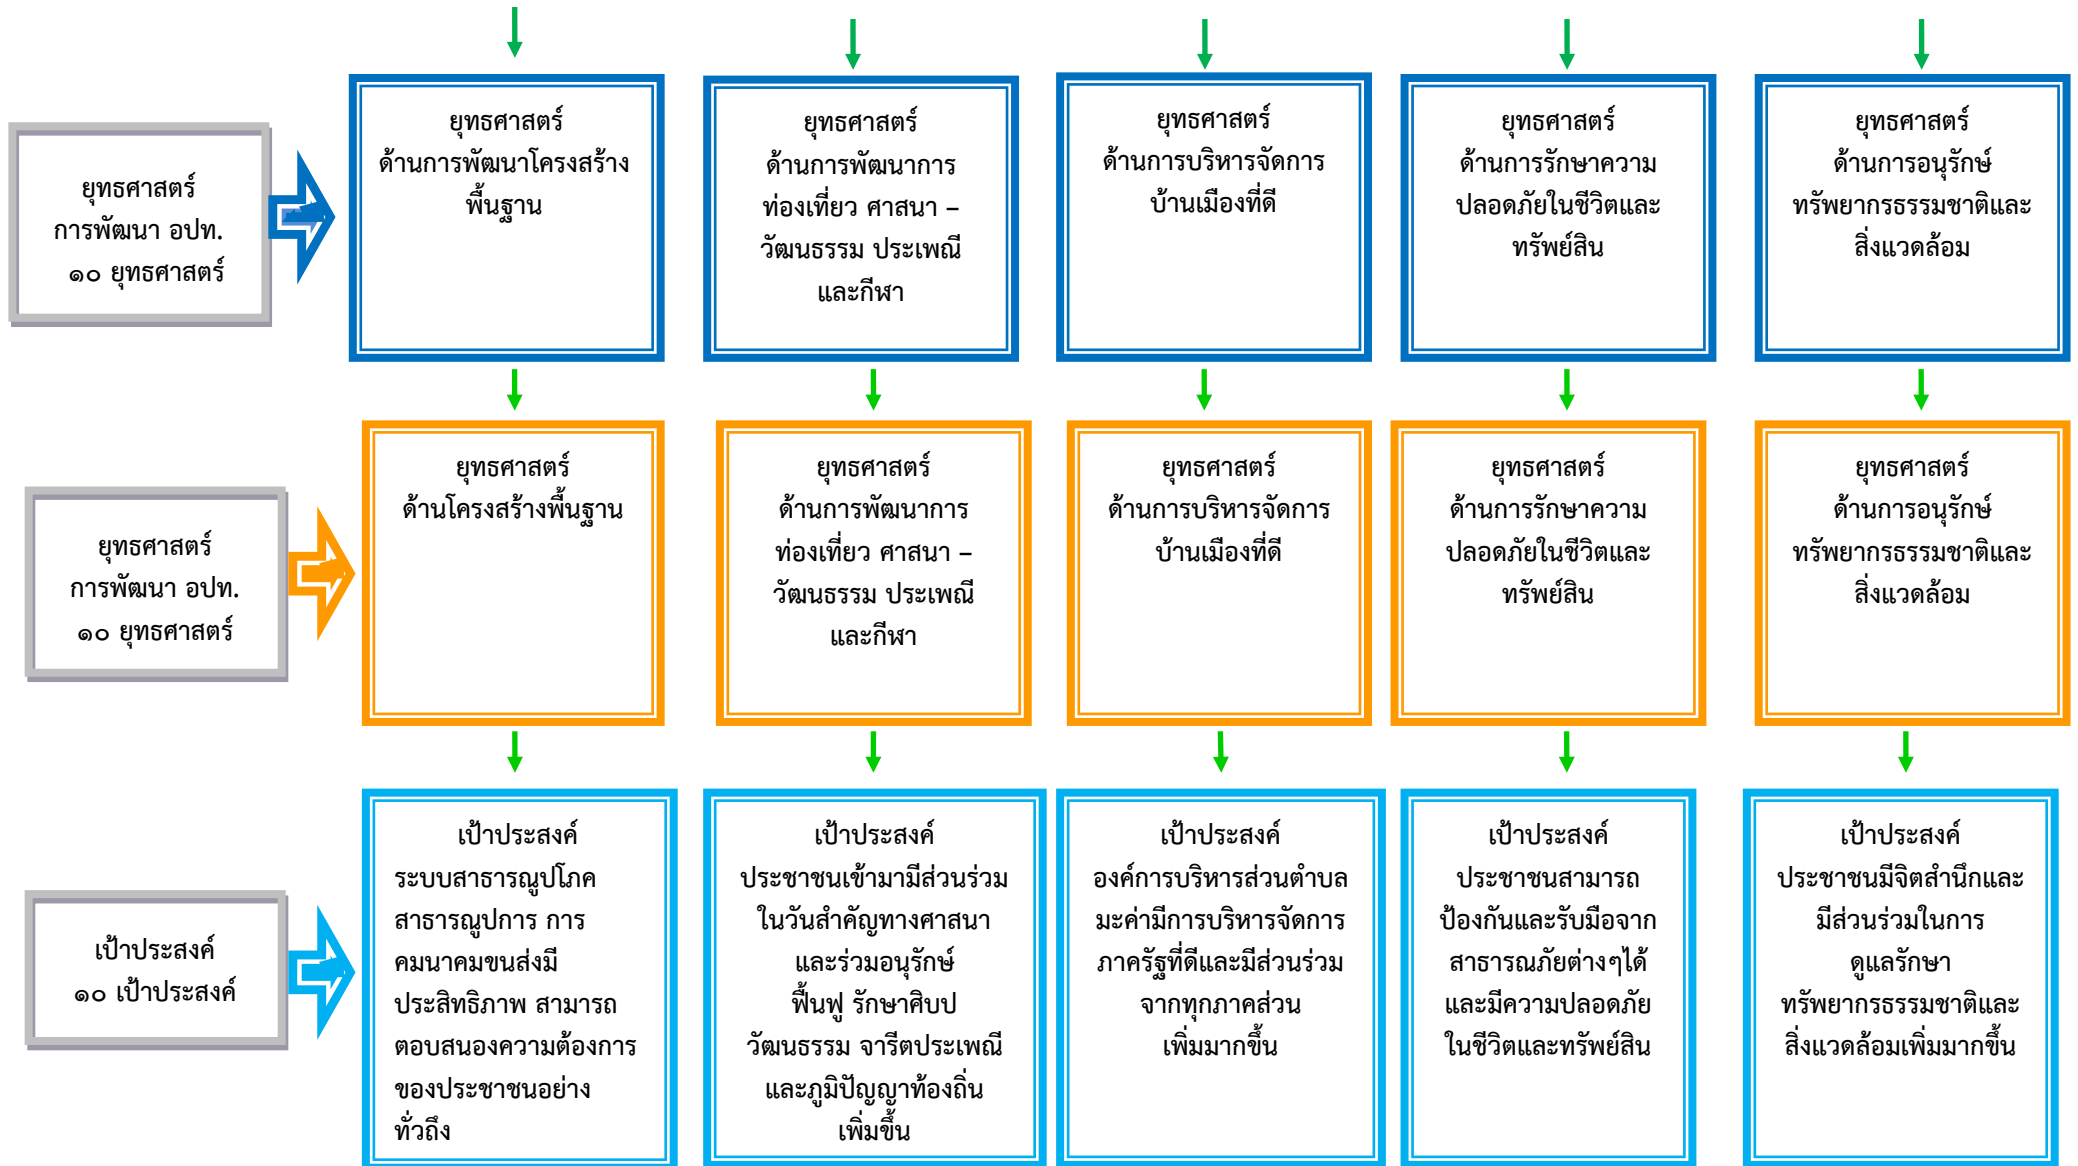 ยุทธศาสตร์
การพัฒนา อปท.
๑๐ ยุทธศาสตร์
ยุทธศาสตร์
ด้านการพัฒนาโครงสร้าง
พื้นฐาน
ยุทธศาสตร์
ด้านการพัฒนาการ
ท่องเที่ยว ศาสนา –
วัฒนธรรม ประเพณี
และกีฬา
ยุทธศาสตร์
ด้านการบริหารจัดการ
บ้านเมืองที่ดี
ยุทธศาสตร์
ด้านการรักษาความ
ปลอดภัยในชีวิตและ
ทรัพย์สิน
ยุทธศาสตร์
ด้านการอนุรักษ์
ทรัพยากรธรรมชาติและ
สิ่งแวดล้อม
ยุทธศาสตร์
การพัฒนา อปท.
๑๐ ยุทธศาสตร์
ยุทธศาสตร์
ด้านโครงสร้างพื้นฐาน
ยุทธศาสตร์
ด้านการพัฒนาการ
ท่องเที่ยว ศาสนา –
วัฒนธรรม ประเพณี
และกีฬา
ยุทธศาสตร์
ด้านการบริหารจัดการ
บ้านเมืองที่ดี
ยุทธศาสตร์
ด้านการรักษาความ
ปลอดภัยในชีวิตและ
ทรัพย์สิน
ยุทธศาสตร์
ด้านการอนุรักษ์
ทรัพยากรธรรมชาติและ
สิ่งแวดล้อม
เป้าประสงค์
๑๐ เป้าประสงค์
เป้าประสงค์
ระบบสาธารณูปโภค
สาธารณูปการ การ
คมนาคมขนส่งมี
ประสิทธิภาพ สามารถ
ตอบสนองความต้องการ
ของประชาชนอย่าง
ทั่วถึง
เป้าประสงค์
ประชาชนเข้ามามีส่วนร่วม
ในวันสำคัญทางศาสนา
และร่วมอนุรักษ์
ฟื้นฟู รักษาศิบป
วัฒนธรรม จารีตประเพณี
และภูมิปัญญาท้องถิ่น
เพิ่มขึ้น
เป้าประสงค์
องค์การบริหารส่วนตำบล
มะค่ามีการบริหารจัดการ
ภาครัฐที่ดีและมีส่วนร่วม
จากทุกภาคส่วน
เพิ่มมากขึ้น
เป้าประสงค์
ประชาชนสามารถ
ป้องกันและรับมือจาก
สาธารณภัยต่างๆได้
และมีความปลอดภัย
ในชีวิตและทรัพย์สิน
เป้าประสงค์
ประชาชนมีจิตสำนึกและ
มีส่วนร่วมในการ
ดูแลรักษา
ทรัพยากรธรรมชาติและ
สิ่งแวดล้อมเพิ่มมากขึ้น